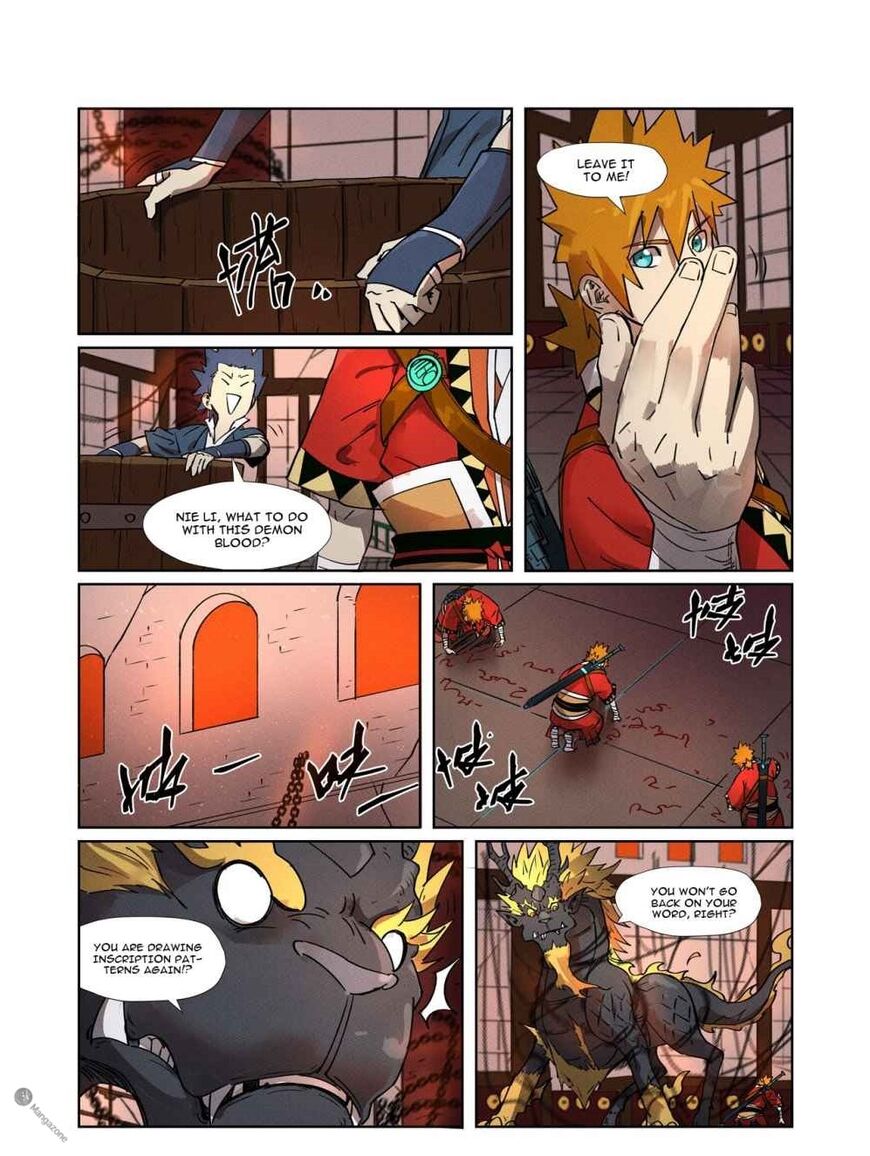 LEAVE IT
TO ME!
NIE LI, WHAT TO DO
WITH THIS DEMON
BLOOD?
YOU ARE DRAWING
INSCRIPTION PAT-
TERNS AGAIN!?
YOU WON'T GO
BACK ON YOUR
WORD, RIGHT?
Mangazone